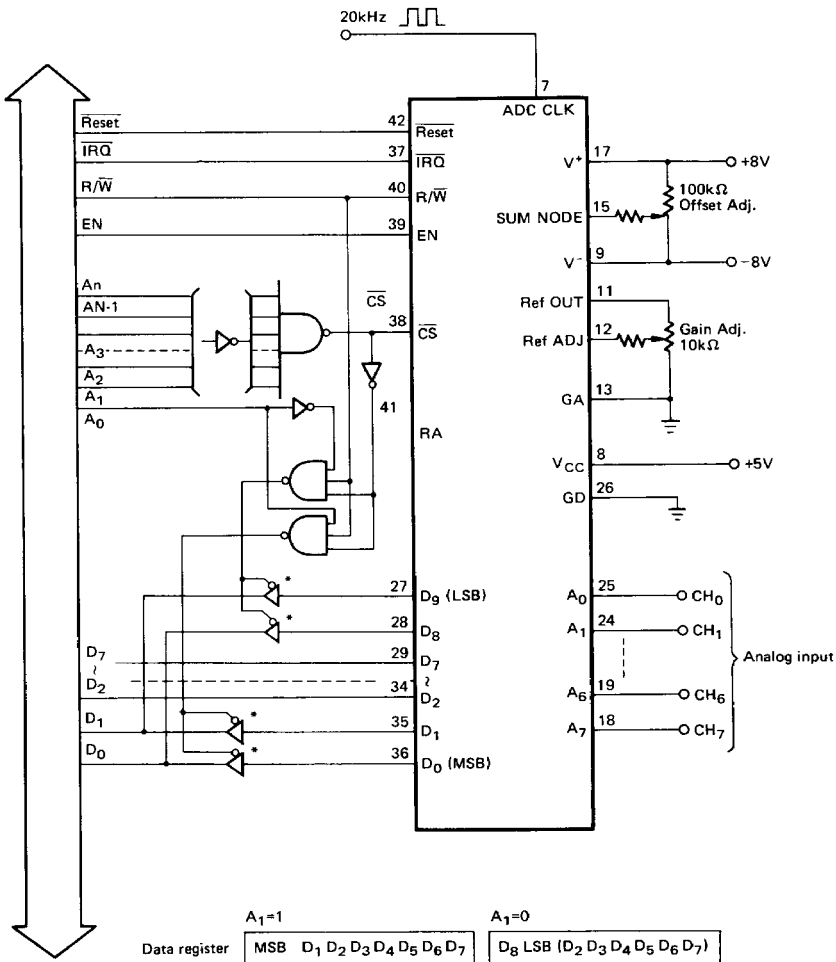 20kHz
7
ADC CLK
Reset 42 Reset
IRQ 37 IRQ
R/W 40 R/W
EN 39 EN
An
AN-1
A3
A2
A1
A0
CS
38 CS
41
RA
27 D9 (LSB)
28 D8
D7 29 D7
~ ~
D2 34 D2
D1 35 D1
D0 36 D0 (MSB)
*
*
*
*
V+ 17 +8V
100kΩ
Offset Adj.
SUM NODE 15
V- 9 -8V
Ref OUT 11
Ref ADJ 12
Gain Adj.
10kΩ
GA 13
VCC 8 +5V
GD 26
A0 25 CH0
A1 24 CH1
A6 19 CH6
A7 18 CH7
Analog input
A1=1 A1=0
Data register MSB D1 D2 D3 D4 D5 D6 D7 D8 LSB (D2 D3 D4 D5 D6 D7)